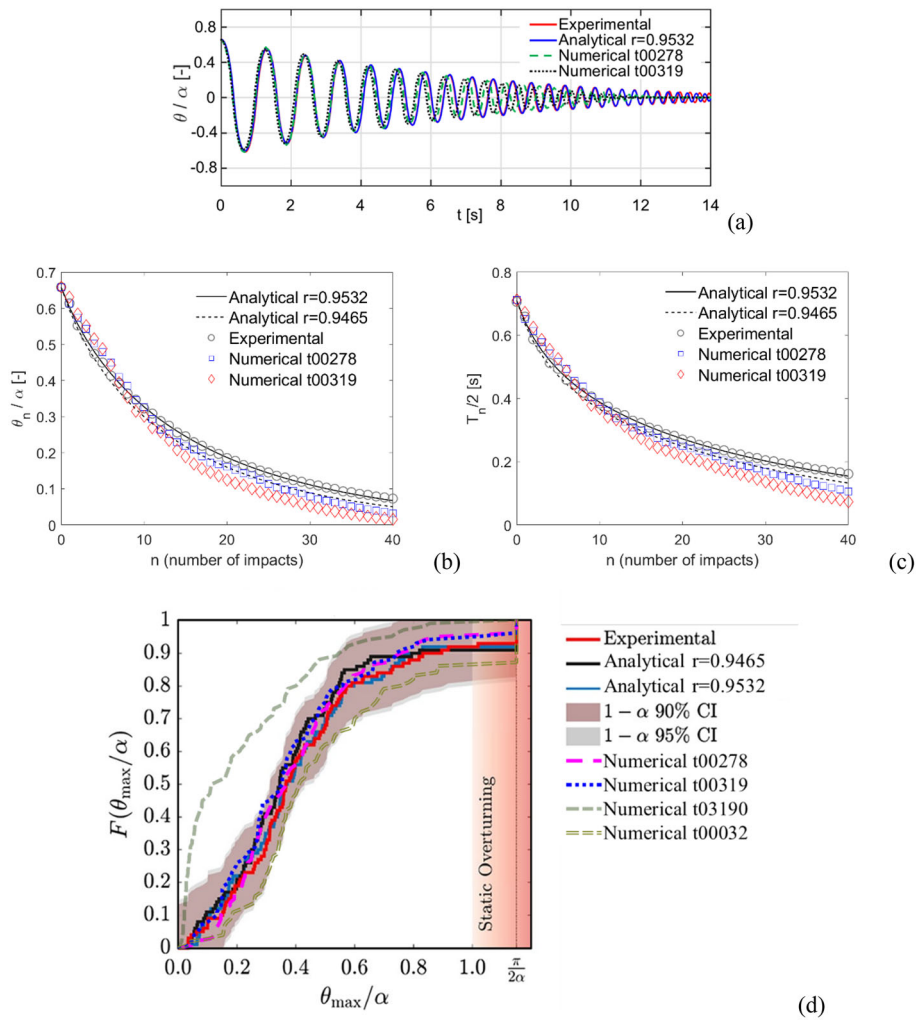 Experimental
Analytical r=0.9532
Numerical t00278
Numerical t00319
0.8
0.4
0
-0.4
-0.8
θ / α [-]
0 2 4 6 8 10 12 14
t [s]
(a)
0.7
0.6
0.5
0.4
0.3
0.2
0.1
0
θn / α [-]
Analytical r=0.9532
Analytical r=0.9465
Experimental
Numerical t00278
Numerical t00319
0 10 20 30 40
n (number of impacts)
(b)
0.8
0.6
0.4
0.2
0
Tn/2 [s]
Analytical r=0.9532
Analytical r=0.9465
Experimental
Numerical t00278
Numerical t00319
0 10 20 30 40
n (number of impacts)
(c)
1
0.9
0.8
0.7
0.6
0.5
0.4
0.3
0.2
0.1
0
F(θmax/α)
Static Overturning
0.0 0.2 0.4 0.6 0.8 1.0 π/2α
θmax/α
Experimental
Analytical r=0.9465
Analytical r=0.9532
1 − α 90% CI
1 − α 95% CI
Numerical t00278
Numerical t00319
Numerical t03190
Numerical t00032
(d)